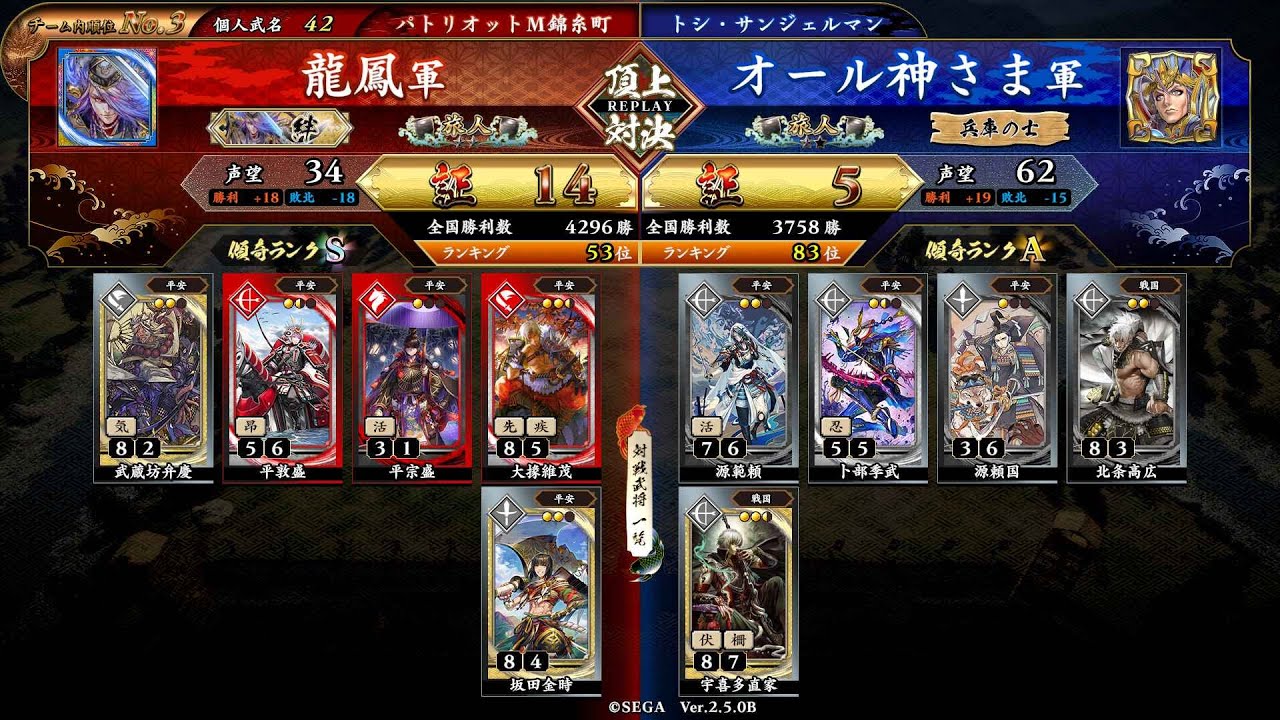 チーム内順位 No.3 個人武名 42 パトリオットM錦糸町 トシ・サンジェルマン
龍鳳軍 頂上 REPLAY 対決 オール神さま軍
絆 旅人 旅人 兵庫の士
声望 34 証 14 証 5 声望 62
勝利 +18 敗北 -18 勝利 +19 敗北 -15
全国勝利数 4296勝 全国勝利数 3758勝
ランキング 53位 ランキング 83位
傾奇ランクS 傾奇ランクA
平安 平安 平安 平安 平安 平安 平安 戦国
気 昂 活 先 疾 活 忍
8 2 5 6 3 1 8 5 7 6 5 5 3 6 8 3
武蔵坊弁慶 平敦盛 平宗盛 大掾維茂 源範頼 卜部季武 源頼国 北条高広
対戦武将一覧
平安 戦国
伏 柵
8 4 8 7
坂田金時 宇喜多直家
©SEGA Ver.2.5.0B